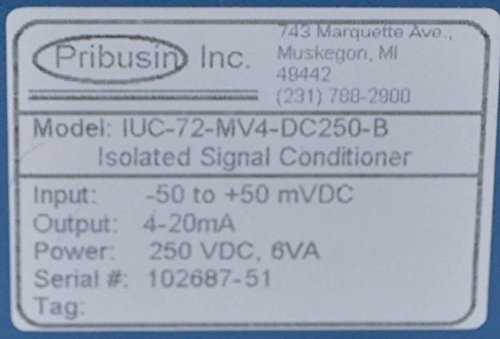 Pribusin Inc.
743 Marquette Ave.,
Muskegon, MI
49442
(231) 788-2900
Model: IUC-72-MV4-DC250-B
Isolated Signal Conditioner
Input: -50 to +50 mVDC
Output: 4-20mA
Power: 250 VDC, 6VA
Serial #: 102687-51
Tag: